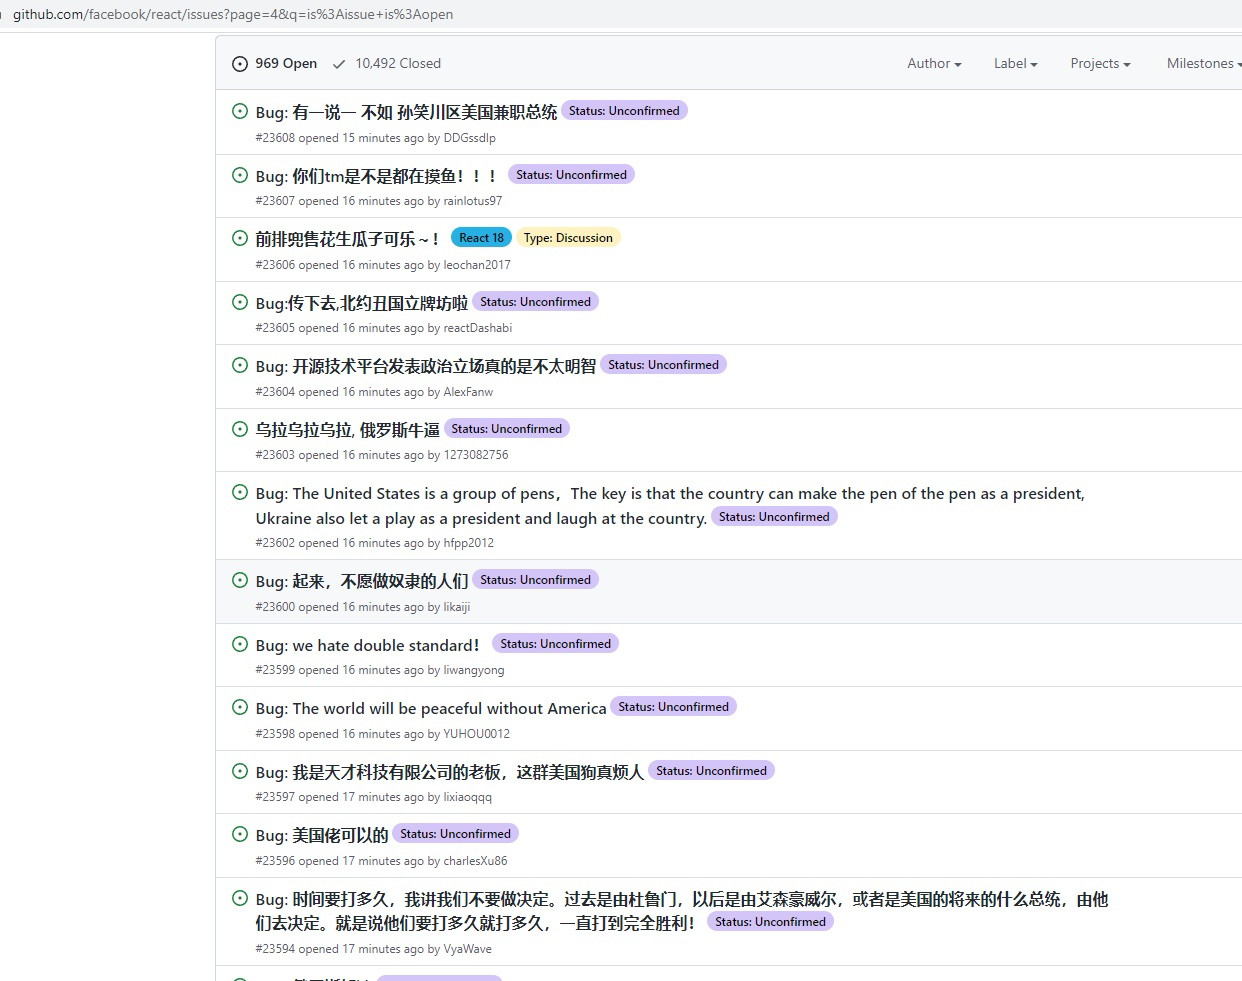 github.com/facebook/react/issues?page=4&q=is%3Aissue+is%3Aopen
969 Open 10,492 Closed Author Label Projects Milestones
Bug: 有一说一 不如 孙笑川区美国兼职总统 Status: Unconfirmed
#23608 opened 15 minutes ago by DDGssdlp
Bug: 你们tm是不是都在摸鱼！！！ Status: Unconfirmed
#23607 opened 16 minutes ago by rainlotus97
前排兜售花生瓜子可乐～！ React 18 Type: Discussion
#23606 opened 16 minutes ago by leochan2017
Bug:传下去,北约丑国立牌坊啦 Status: Unconfirmed
#23605 opened 16 minutes ago by reactDashabi
Bug: 开源技术平台发表政治立场真的是不太明智 Status: Unconfirmed
#23604 opened 16 minutes ago by AlexFanw
乌拉乌拉乌拉, 俄罗斯牛逼 Status: Unconfirmed
#23603 opened 16 minutes ago by 1273082756
Bug: The United States is a group of pens，The key is that the country can make the pen of the pen as a president,
Ukraine also let a play as a president and laugh at the country. Status: Unconfirmed
#23602 opened 16 minutes ago by hfpp2012
Bug: 起来，不愿做奴隶的人们 Status: Unconfirmed
#23600 opened 16 minutes ago by likaiji
Bug: we hate double standard！ Status: Unconfirmed
#23599 opened 16 minutes ago by liwangyong
Bug: The world will be peaceful without America Status: Unconfirmed
#23598 opened 16 minutes ago by YUHOU0012
Bug: 我是天才科技有限公司的老板，这群美国狗真烦人 Status: Unconfirmed
#23597 opened 17 minutes ago by lixiaoqqq
Bug: 美国佬可以的 Status: Unconfirmed
#23596 opened 17 minutes ago by charlesXu86
Bug: 时间要打多久，我讲我们不要做决定。过去是由杜鲁门，以后是由艾森豪威尔，或者是美国的将来的什么总统，由他
们去决定。就是说他们要打多久就打多久，一直打到完全胜利！ Status: Unconfirmed
#23594 opened 17 minutes ago by VyaWave